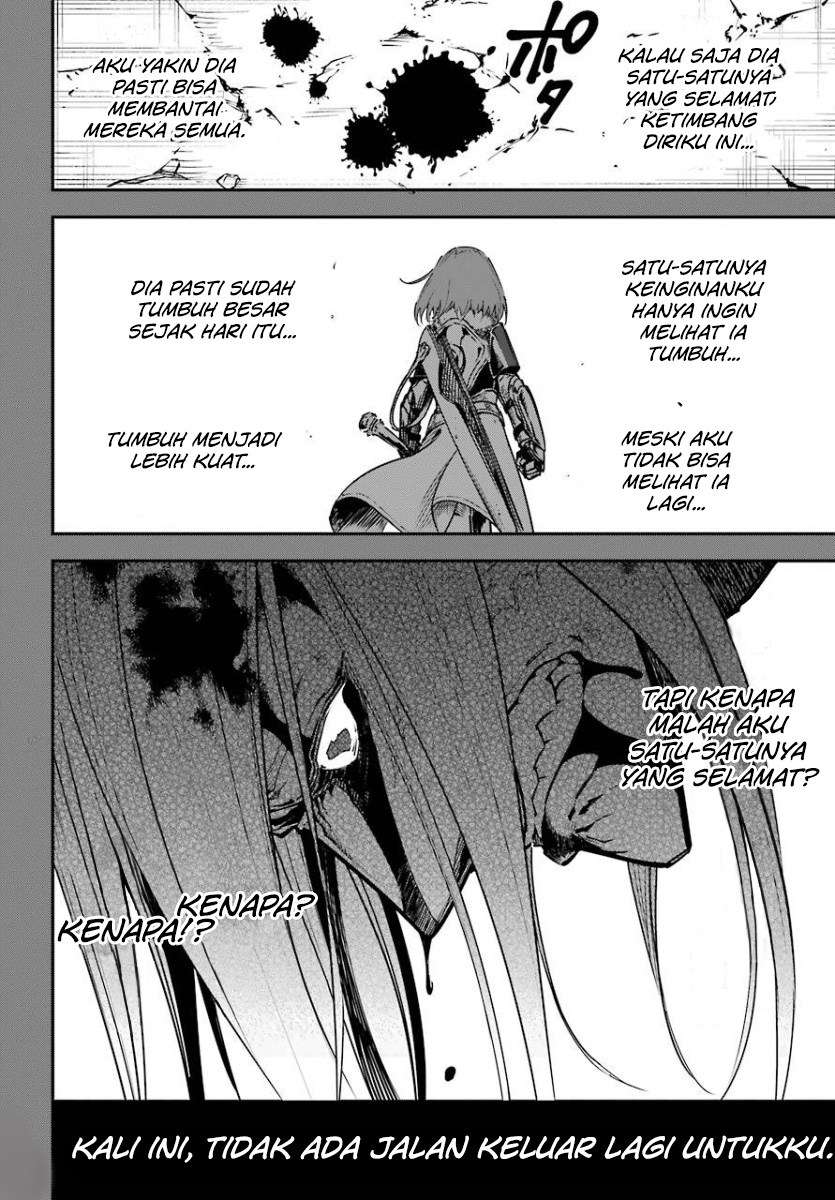 KALAU SAJA DIA
SATU-SATUNYA
YANG SELAMAT,
KETIMBANG
DIRIKU INI...
ポタ
AKU YAKIN DIA
PASTI BISA
MEMBANTAI
MEREKA SEMUA.
SATU-SATUNYA
KEINGINANKU
HANYA INGIN
MELIHAT IA
TUMBUH...
DIA PASTI SUDAH
TUMBUH BESAR
SEJAK HARI ITU...
MESKI AKU
TIDAK BISA
MELIHAT IA
LAGI...
TUMBUH MENJADI
LEBIH KUAT...
TAPI KENAPA
MALAH AKU
SATU-SATUNYA
YANG SELAMAT?
KENAPA?
KENAPA!?
KALI INI, TIDAK ADA JALAN KELUAR LAGI UNTUKKU.